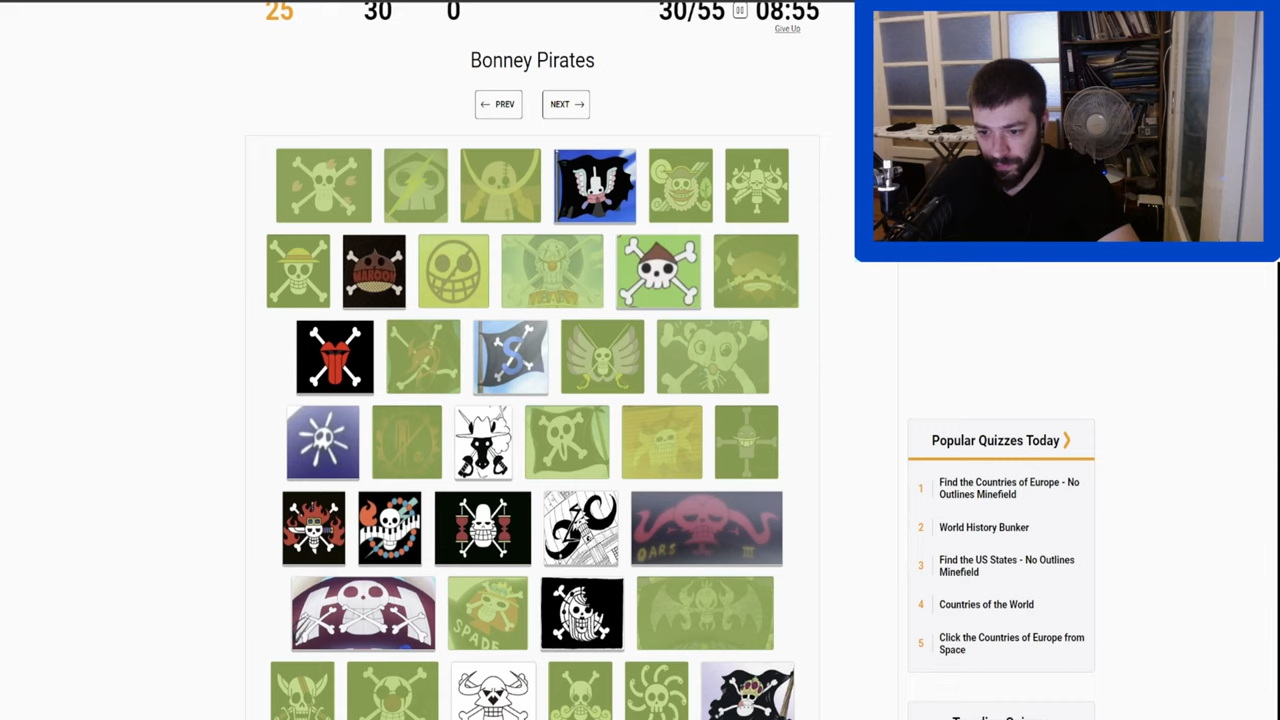 25 30 0 30/55 08:55
Give Up
Bonney Pirates
← PREV NEXT →
MAROON
S
OARS III
SPADE
Popular Quizzes Today ❯
1 Find the Countries of Europe - No
Outlines Minefield
2 World History Bunker
3 Find the US States - No Outlines
Minefield
4 Countries of the World
5 Click the Countries of Europe from
Space